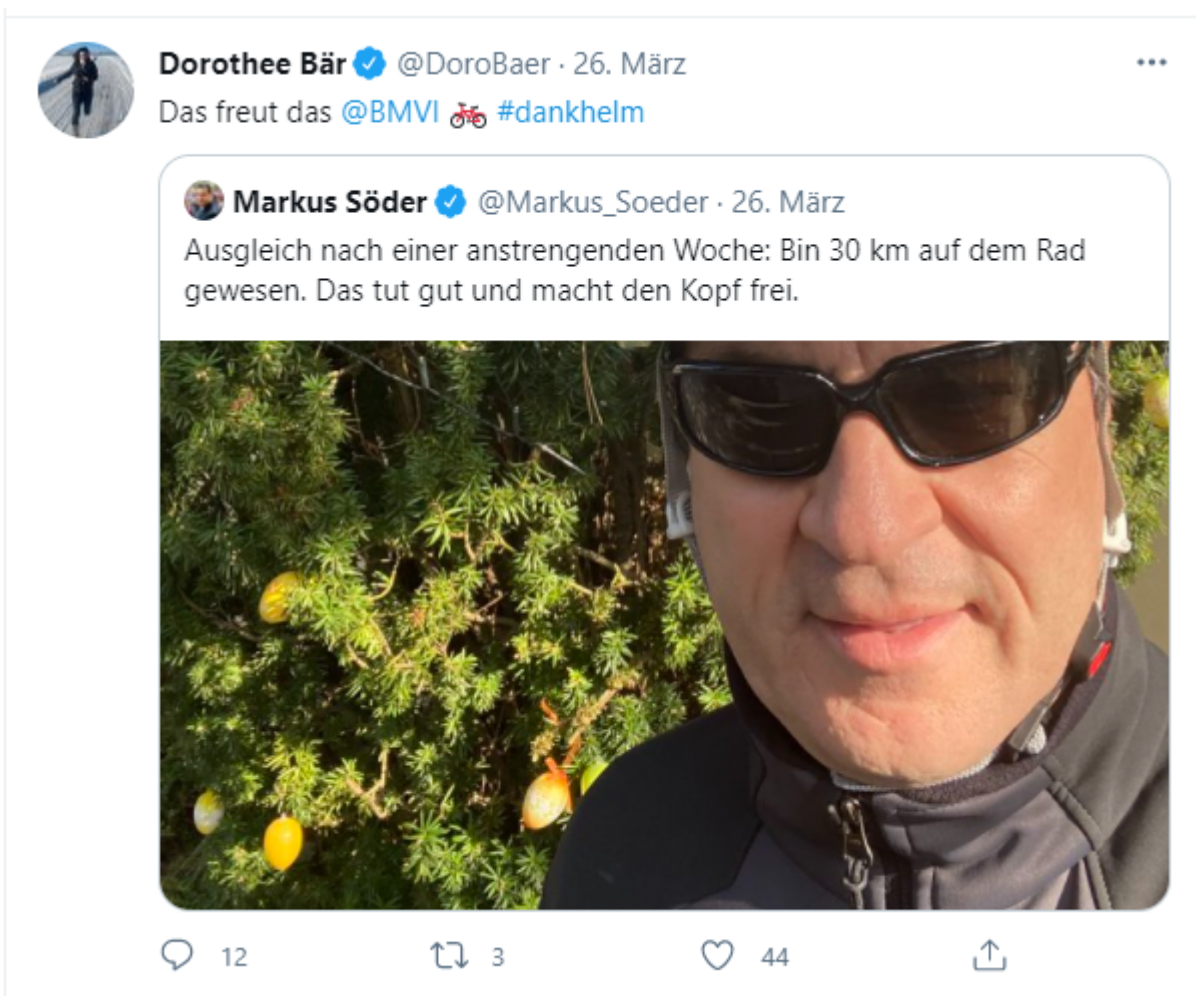 Dorothee Bär @DoroBaer · 26. März
Das freut das @BMVI 🚲 #dankhelm
Markus Söder @Markus_Soeder · 26. März
Ausgleich nach einer anstrengenden Woche: Bin 30 km auf dem Rad
gewesen. Das tut gut und macht den Kopf frei.
12 3 44